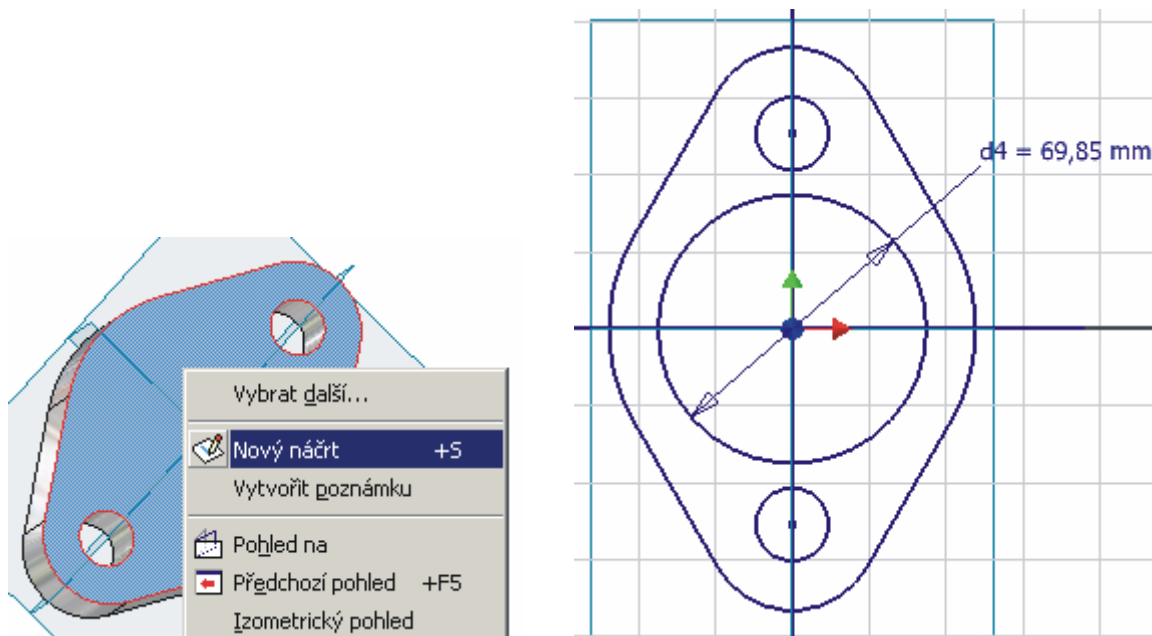 Vybrat další...
Nový náčrt +S
Vytvořit poznámku
Pohled na
Předchozí pohled +F5
Izometrický pohled
d4 = 69,85 mm